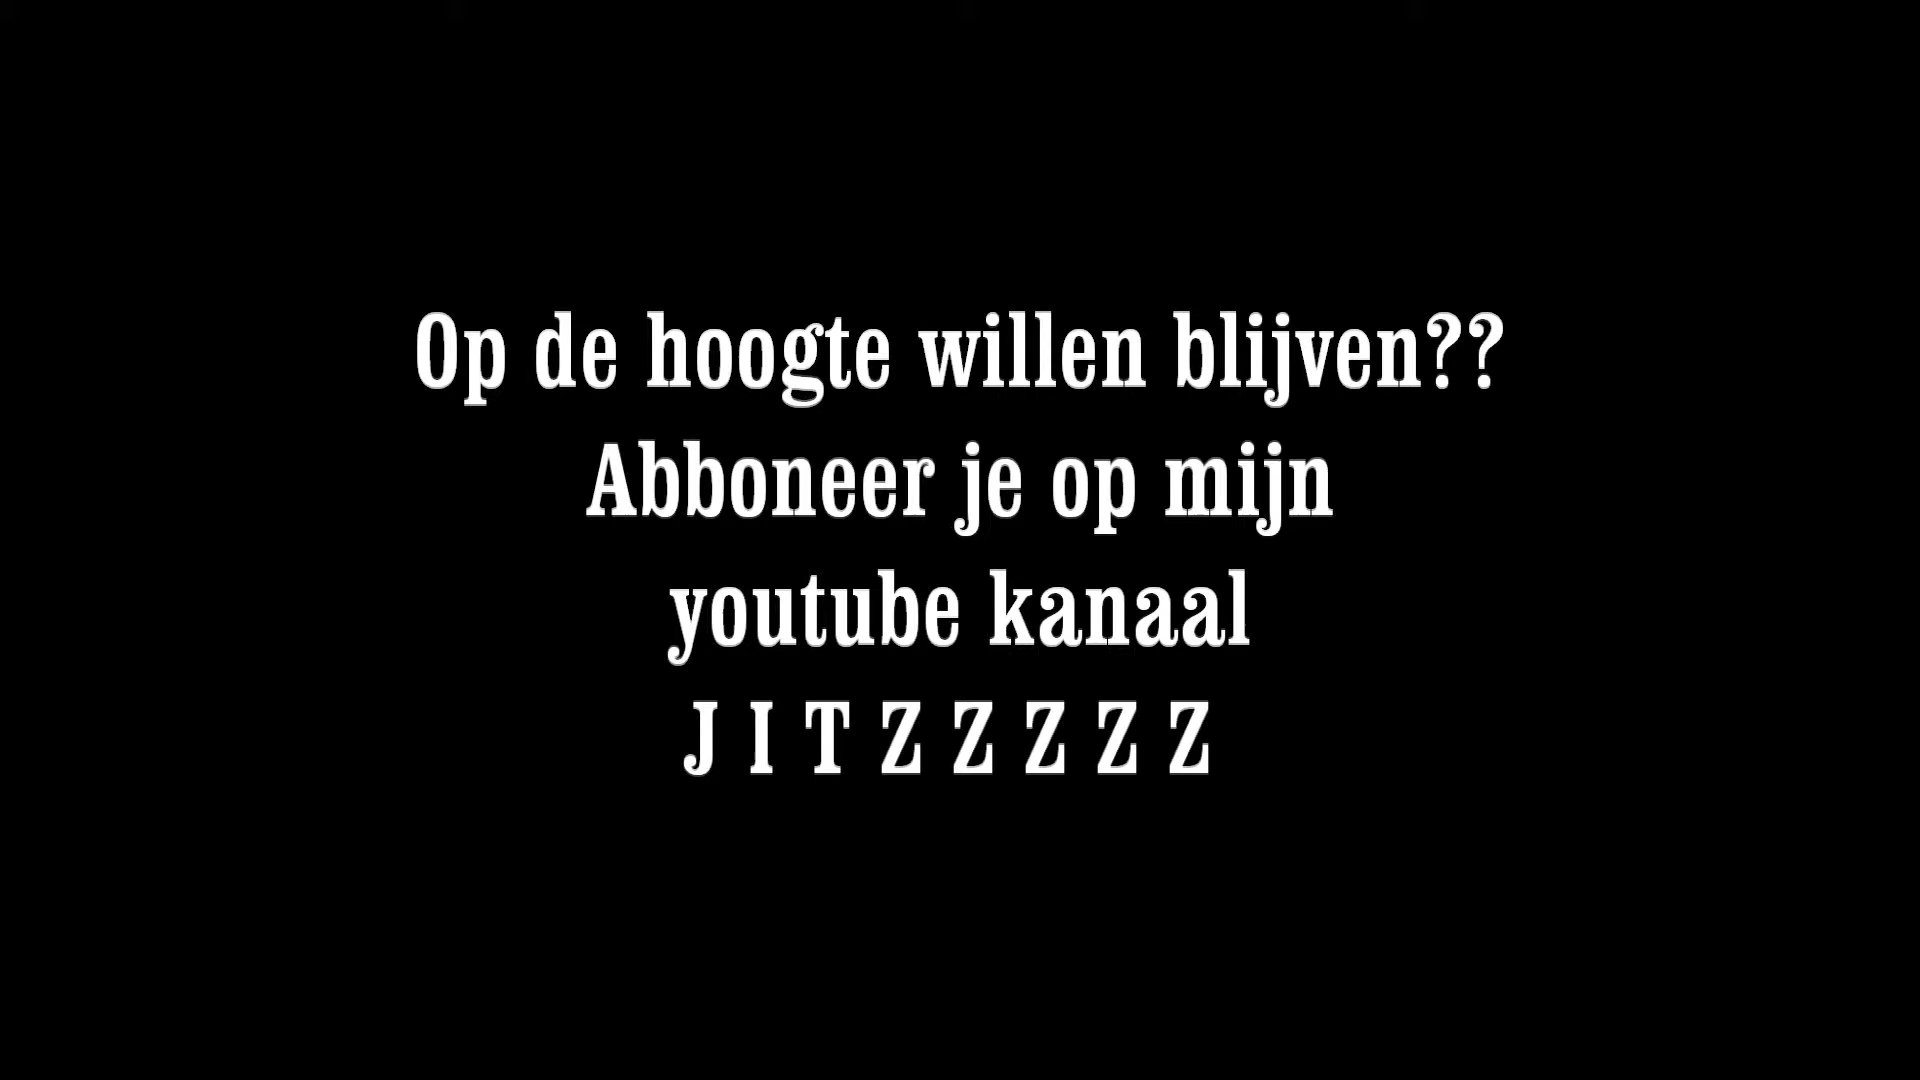 Op de hoogte willen blijven??
Abboneer je op mijn
youtube kanaal
J I T Z Z Z Z Z